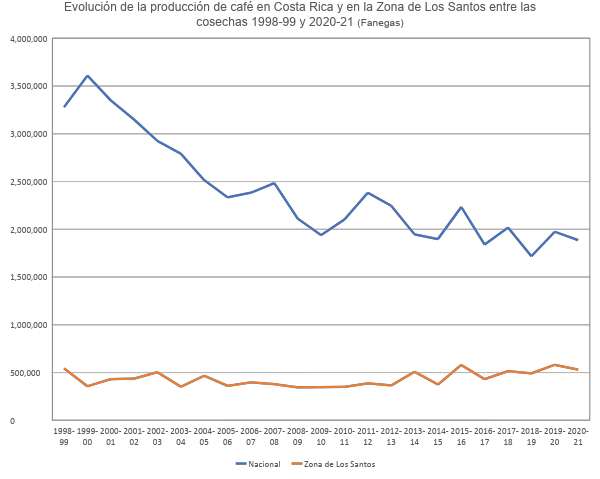 Evolución de la producción de café en Costa Rica y en la Zona de Los Santos entre las
cosechas 1998-99 y 2020-21 (Fanegas)
4,000,000
3,500,000
3,000,000
2,500,000
2,000,000
1,500,000
1,000,000
500,000
0
1998- 1999- 2000- 2001- 2002- 2003- 2004- 2005- 2006- 2007- 2008- 2009- 2010- 2011- 2012- 2013- 2014- 2015- 2016- 2017- 2018- 2019- 2020-
99 00 01 02 03 04 05 06 07 08 09 10 11 12 13 14 15 16 17 18 19 20 21
Nacional Zona de Los Santos